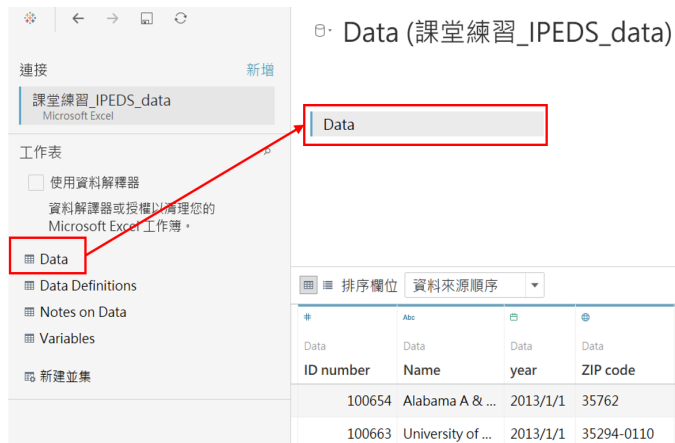 Data (課堂練習_IPEDS_data)
連接 新增
課堂練習_IPEDS_data
Microsoft Excel
Data
工作表
使用資料解釋器
資料解譯器或授權以清理您的
Microsoft Excel 工作簿。
Data
Data Definitions
Notes on Data
Variables
新建並集
排序欄位 資料來源順序
# Abc
Data Data Data Data
ID number Name year ZIP code
100654 Alabama A & ... 2013/1/1 35762
100663 University of ... 2013/1/1 35294-0110